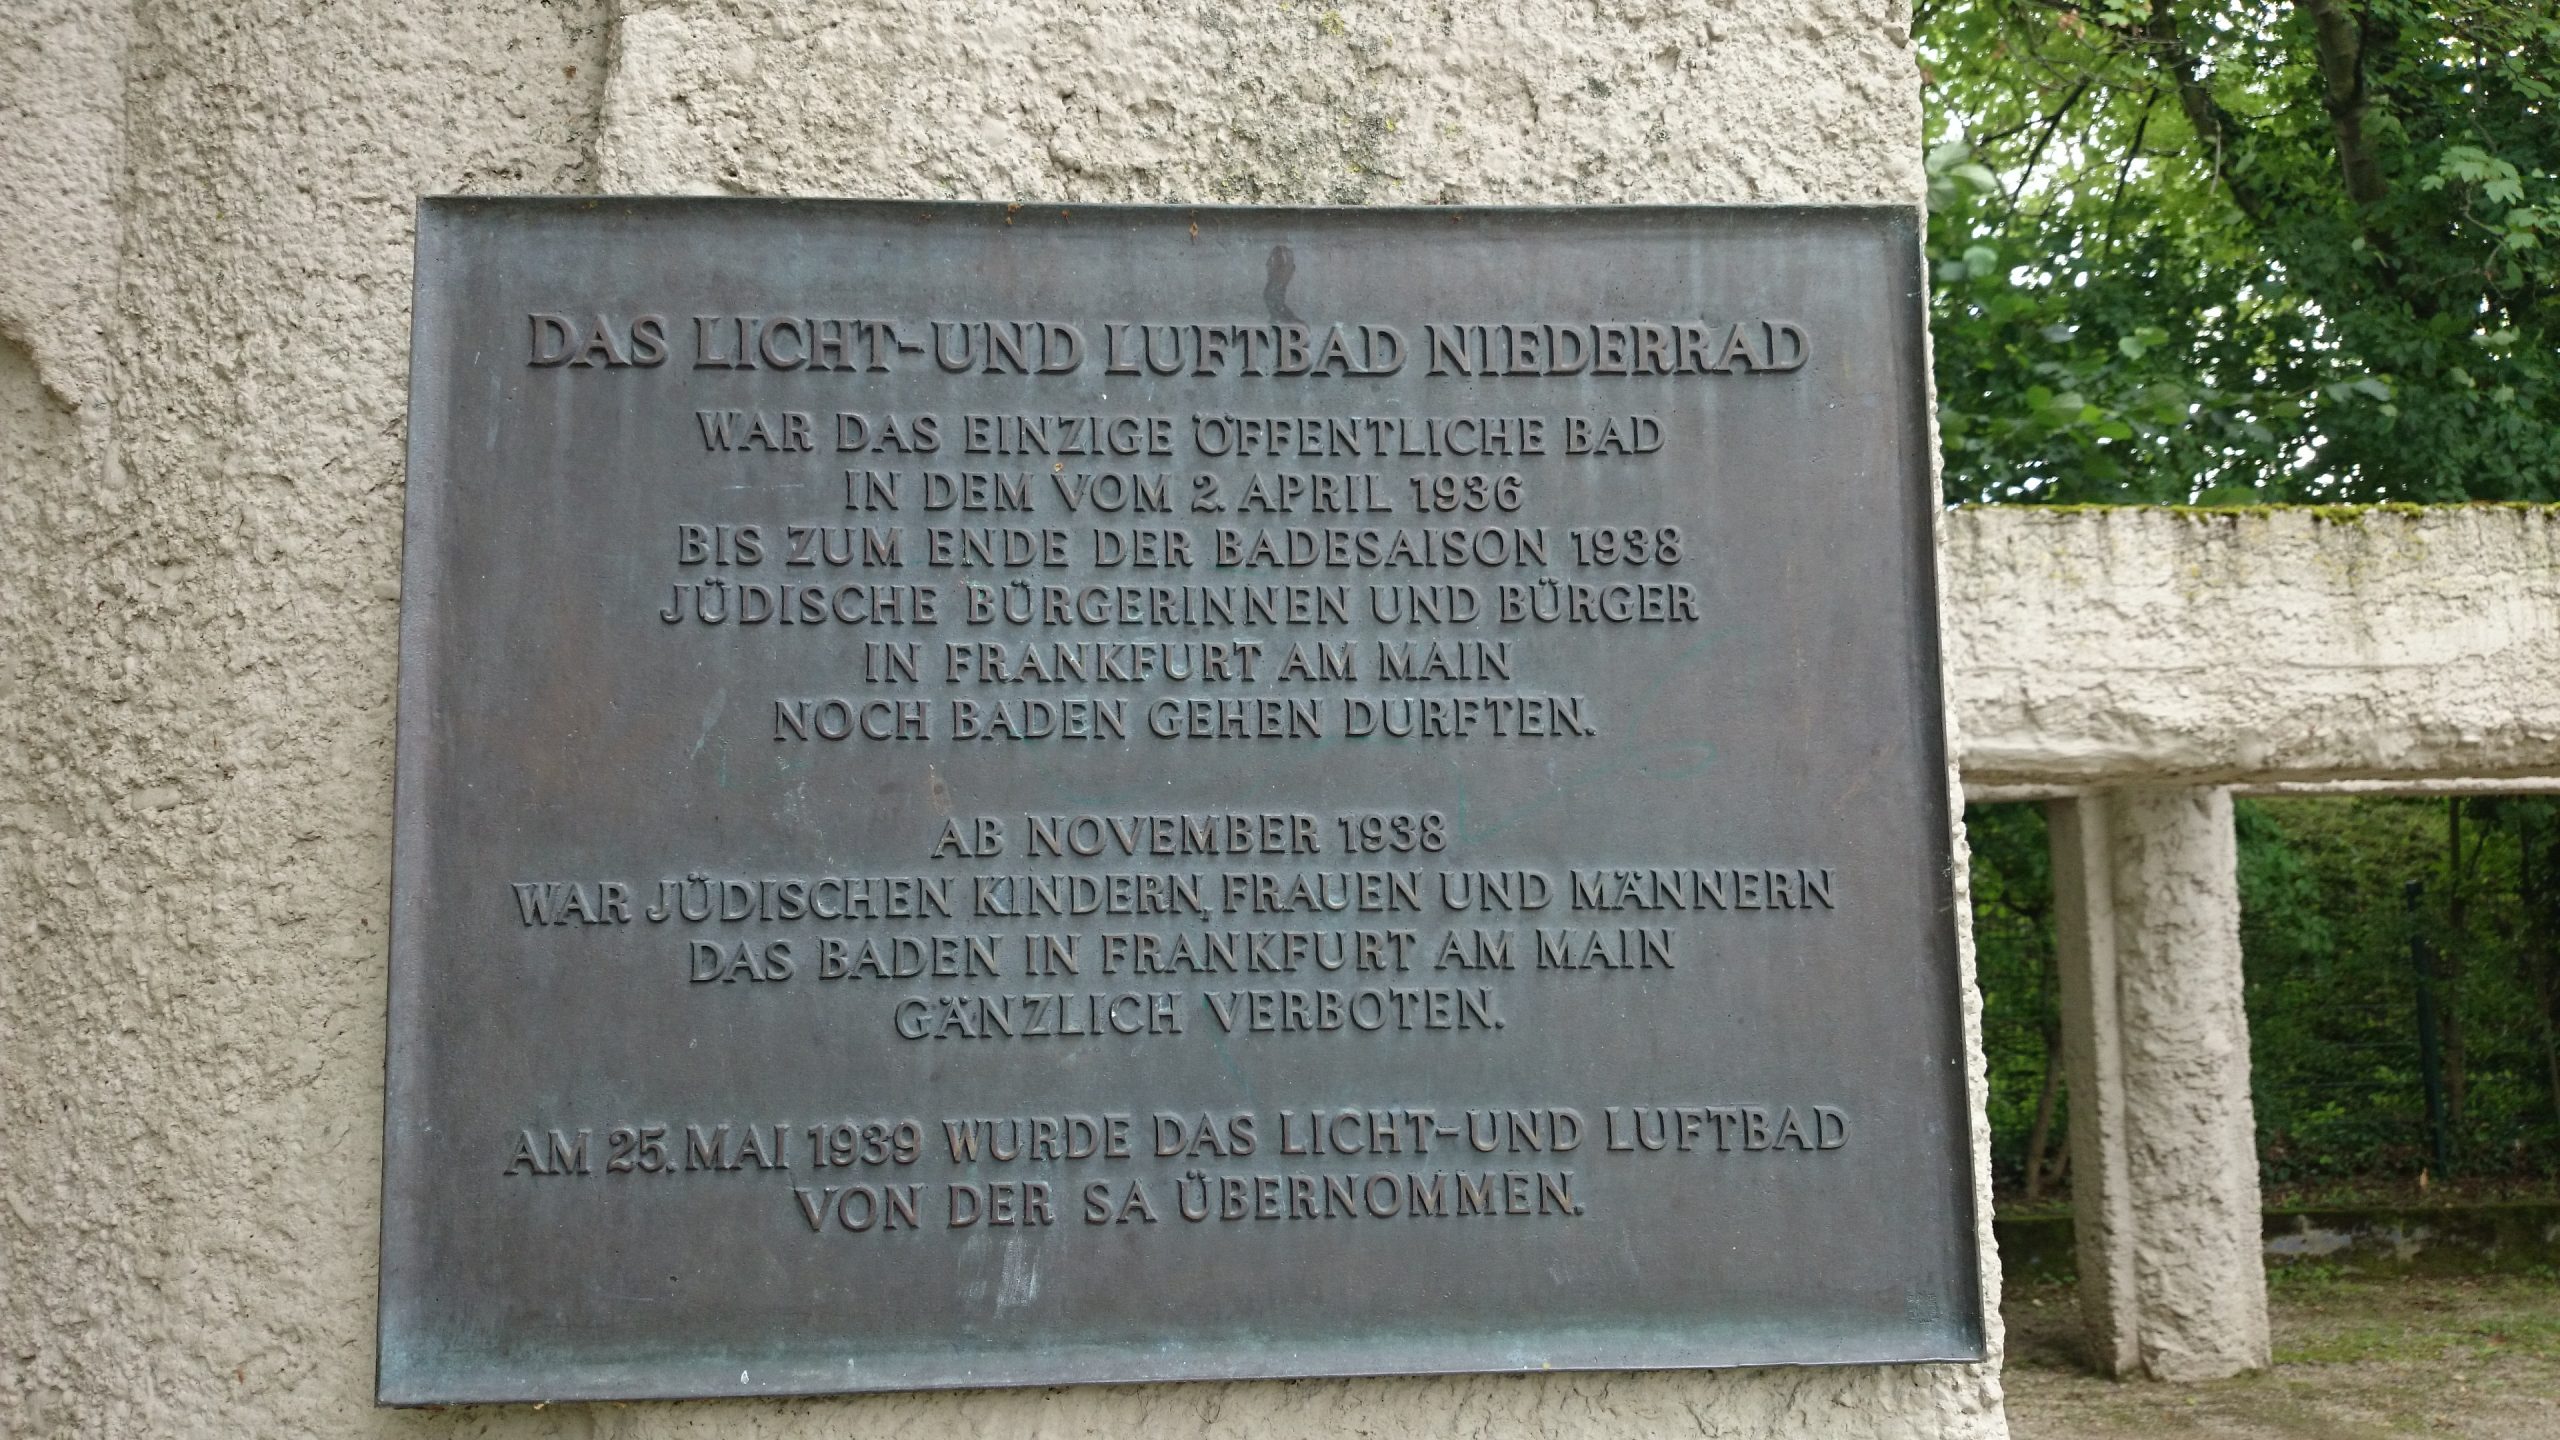 DAS LICHT-UND LUFTBAD NIEDERRAD
WAR DAS EINZIGE ÖFFENTLICHE BAD
IN DEM VOM 2. APRIL 1936
BIS ZUM ENDE DER BADESAISON 1938
JÜDISCHE BÜRGERINNEN UND BÜRGER
IN FRANKFURT AM MAIN
NOCH BADEN GEHEN DURFTEN.
AB NOVEMBER 1938
WAR JÜDISCHEN KINDERN, FRAUEN UND MÄNNERN
DAS BADEN IN FRANKFURT AM MAIN
GÄNZLICH VERBOTEN.
AM 25. MAI 1939 WURDE DAS LICHT-UND LUFTBAD
VON DER SA ÜBERNOMMEN.